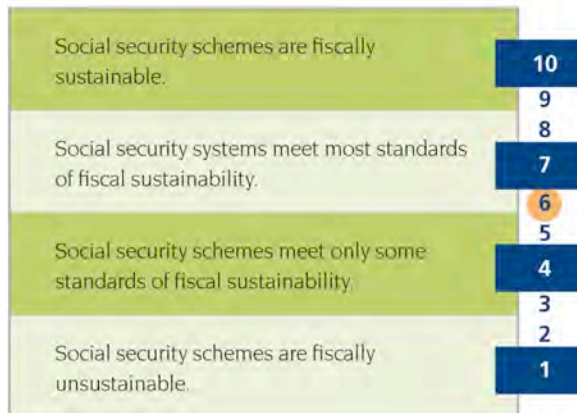 Social security schemes are fiscally
sustainable.
10
9
8
Social security systems meet most standards
of fiscal sustainability.
7
6
5
Social security schemes meet only some
standards of fiscal sustainability.
4
3
2
Social security schemes are fiscally
unsustainable.
1